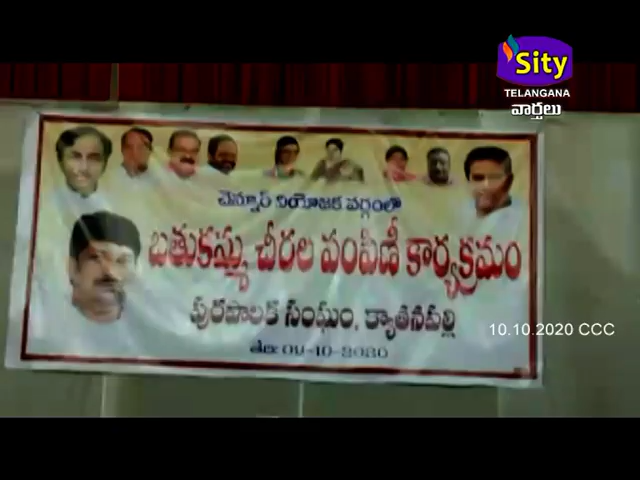 Sity
TELANGANA
వార్తలు
చెన్నూర్ నియోజక వర్గంలో
బతుకమ్మ చీరల పంపిణీ కార్యక్రమం
పురపాలక సంఘం, క్యాతనపల్లి
తేది:09-10-2020
10.10.2020 CCC